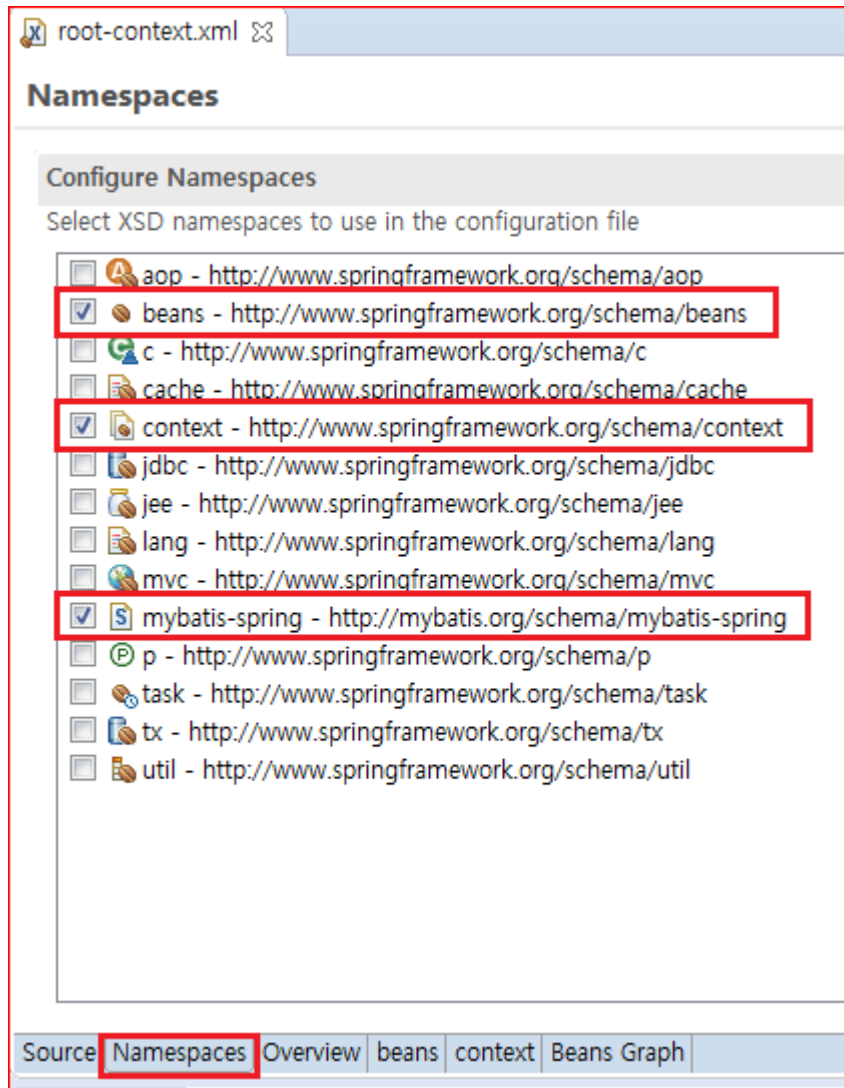 root-context.xml
Namespaces
Configure Namespaces
Select XSD namespaces to use in the configuration file
aop - http://www.springframework.org/schema/aop
beans - http://www.springframework.org/schema/beans
c - http://www.springframework.org/schema/c
cache - http://www.springframework.org/schema/cache
context - http://www.springframework.org/schema/context
jdbc - http://www.springframework.org/schema/jdbc
jee - http://www.springframework.org/schema/jee
lang - http://www.springframework.org/schema/lang
mvc - http://www.springframework.org/schema/mvc
mybatis-spring - http://mybatis.org/schema/mybatis-spring
p - http://www.springframework.org/schema/p
task - http://www.springframework.org/schema/task
tx - http://www.springframework.org/schema/tx
util - http://www.springframework.org/schema/util
Source Namespaces Overview beans context Beans Graph